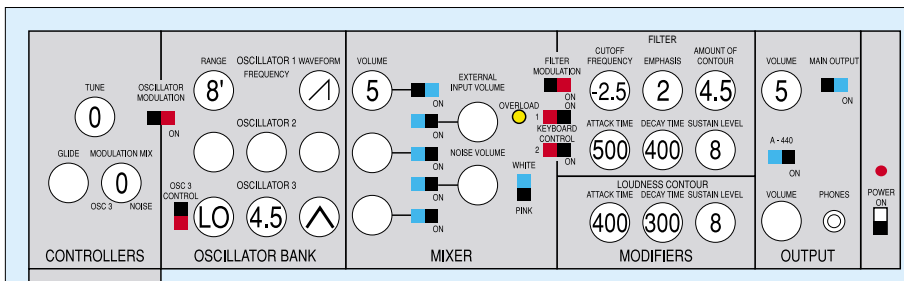 TUNE
0
GLIDE
MODULATION MIX
0
OSC 3
NOISE
CONTROLLERS
OSCILLATOR
MODULATION
ON
RANGE
OSCILLATOR 1
WAVEFORM
FREQUENCY
8'
OSCILLATOR 2
OSC 3
CONTROL
OSCILLATOR 3
LO
4.5
OSCILLATOR BANK
VOLUME
5
ON
ON
ON
ON
ON
EXTERNAL
INPUT VOLUME
OVERLOAD
NOISE VOLUME
WHITE
PINK
MIXER
FILTER
MODULATION
ON
1
ON
KEYBOARD
CONTROL
2
ON
FILTER
CUTOFF
FREQUENCY
EMPHASIS
AMOUNT OF
CONTOUR
-2.5
2
4.5
ATTACK TIME
DECAY TIME
SUSTAIN LEVEL
500
400
8
LOUDNESS CONTOUR
ATTACK TIME
DECAY TIME
SUSTAIN LEVEL
400
300
8
MODIFIERS
VOLUME
MAIN OUTPUT
5
ON
A - 440
ON
VOLUME
PHONES
OUTPUT
POWER
ON